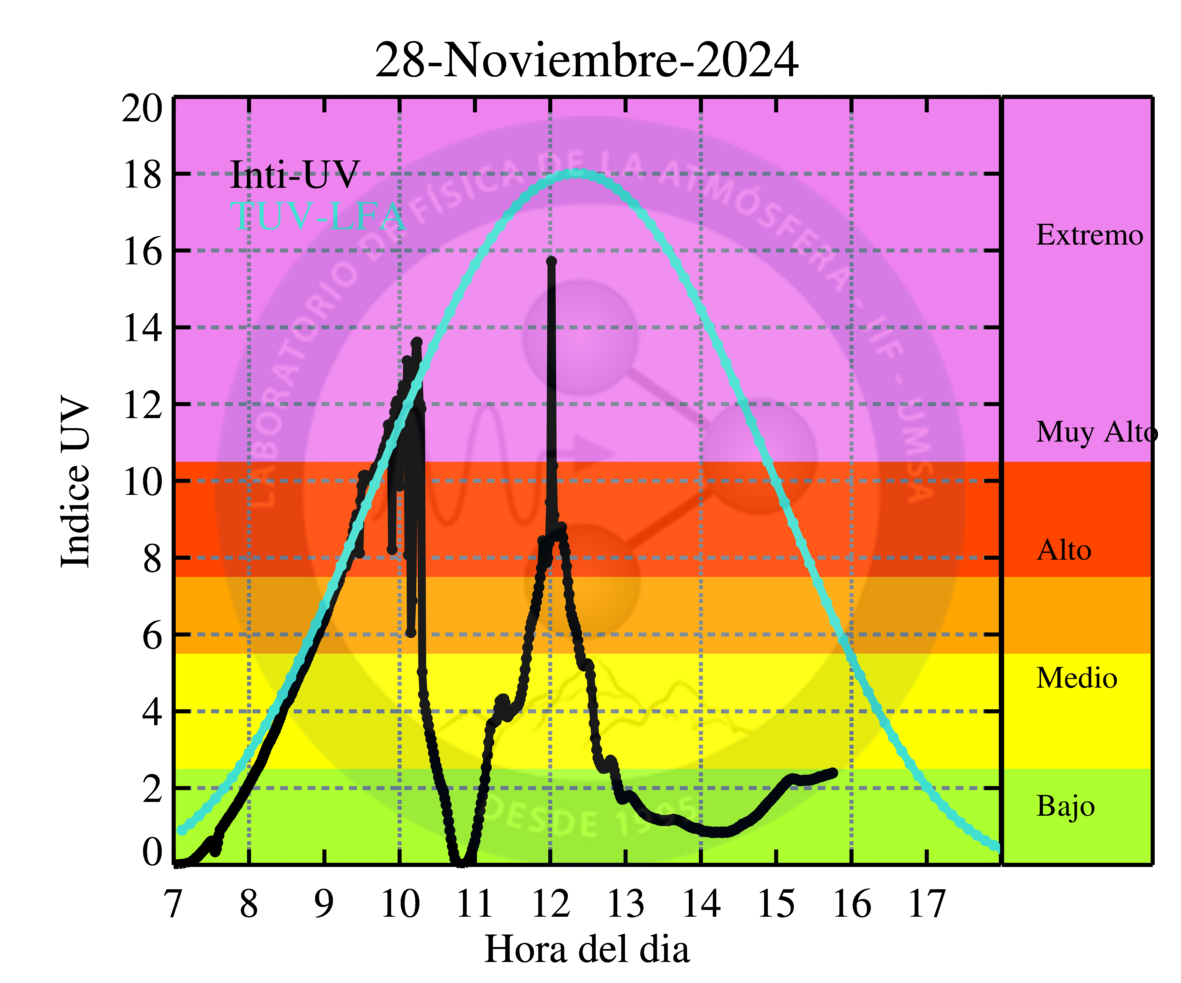 28-Noviembre-2024
20
18
16
14
12
10
8
6
4
2
0
Indice UV
Inti-UV
TUV-LFA
LABORATORIO DE FÍSICA DE LA ATMÓSFERA - IIF - UMSA
DESDE 1995
Extremo
Muy Alto
Alto
Medio
Bajo
7 8 9 10 11 12 13 14 15 16 17
Hora del dia